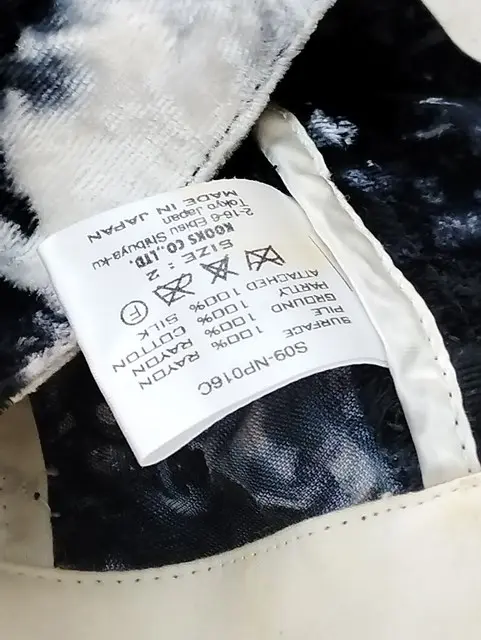 S09-NP016C
SURFACE
PILE 100% RAYON
GROUND 100% RAYON
PARTLY 100% COTTON
ATTACHED 100% SILK
F
SIZE : 2
KOOKS CO., LTD.
2-16-6 Ebisu Shibuya-ku
Tokyo Japan
MADE IN JAPAN